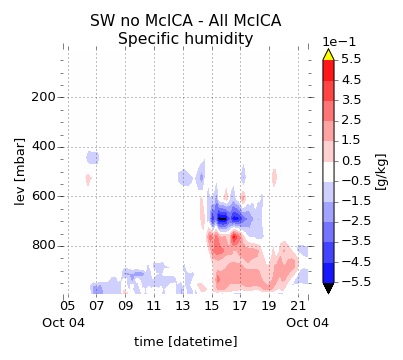 SW no McICA - All McICA
Specific humidity
1e−1
5.5
4.5
3.5
2.5
1.5
0.5
−0.5
−1.5
−2.5
−3.5
−4.5
−5.5
[g/kg]
lev [mbar]
200
400
600
800
05 07 09 11 13 15 17 19 21
Oct 04 Oct 04
time [datetime]